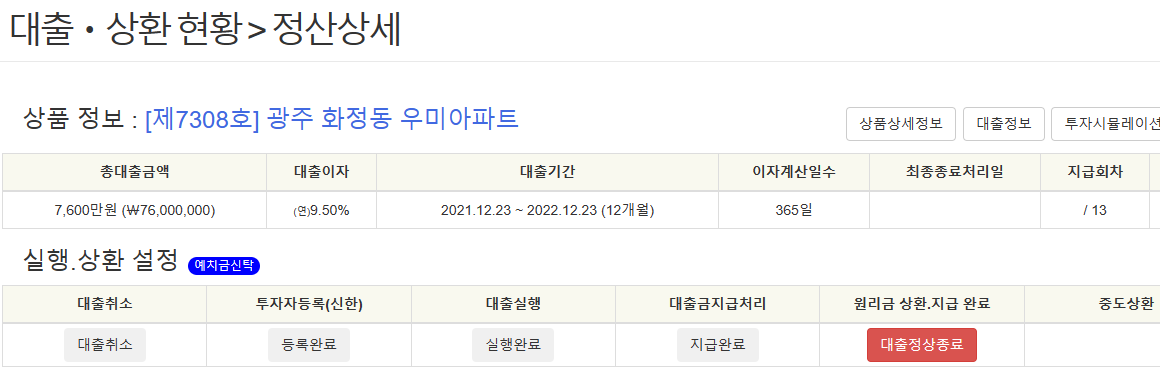 대출・상환 현황 > 정산상세
상품 정보 : [제7308호] 광주 화정동 우미아파트
상품상세정보 대출정보 투자시뮬레이션
총대출금액 대출이자 대출기간 이자계산일수 최종종료처리일 지급회차
7,600만원 (₩76,000,000) (연)9.50% 2021.12.23 ~ 2022.12.23 (12개월) 365일 / 13
실행.상환 설정 예치금신탁
대출취소 투자자등록(신한) 대출실행 대출금지급처리 원리금 상환.지급 완료 중도상환
대출취소 등록완료 실행완료 지급완료 대출정상종료